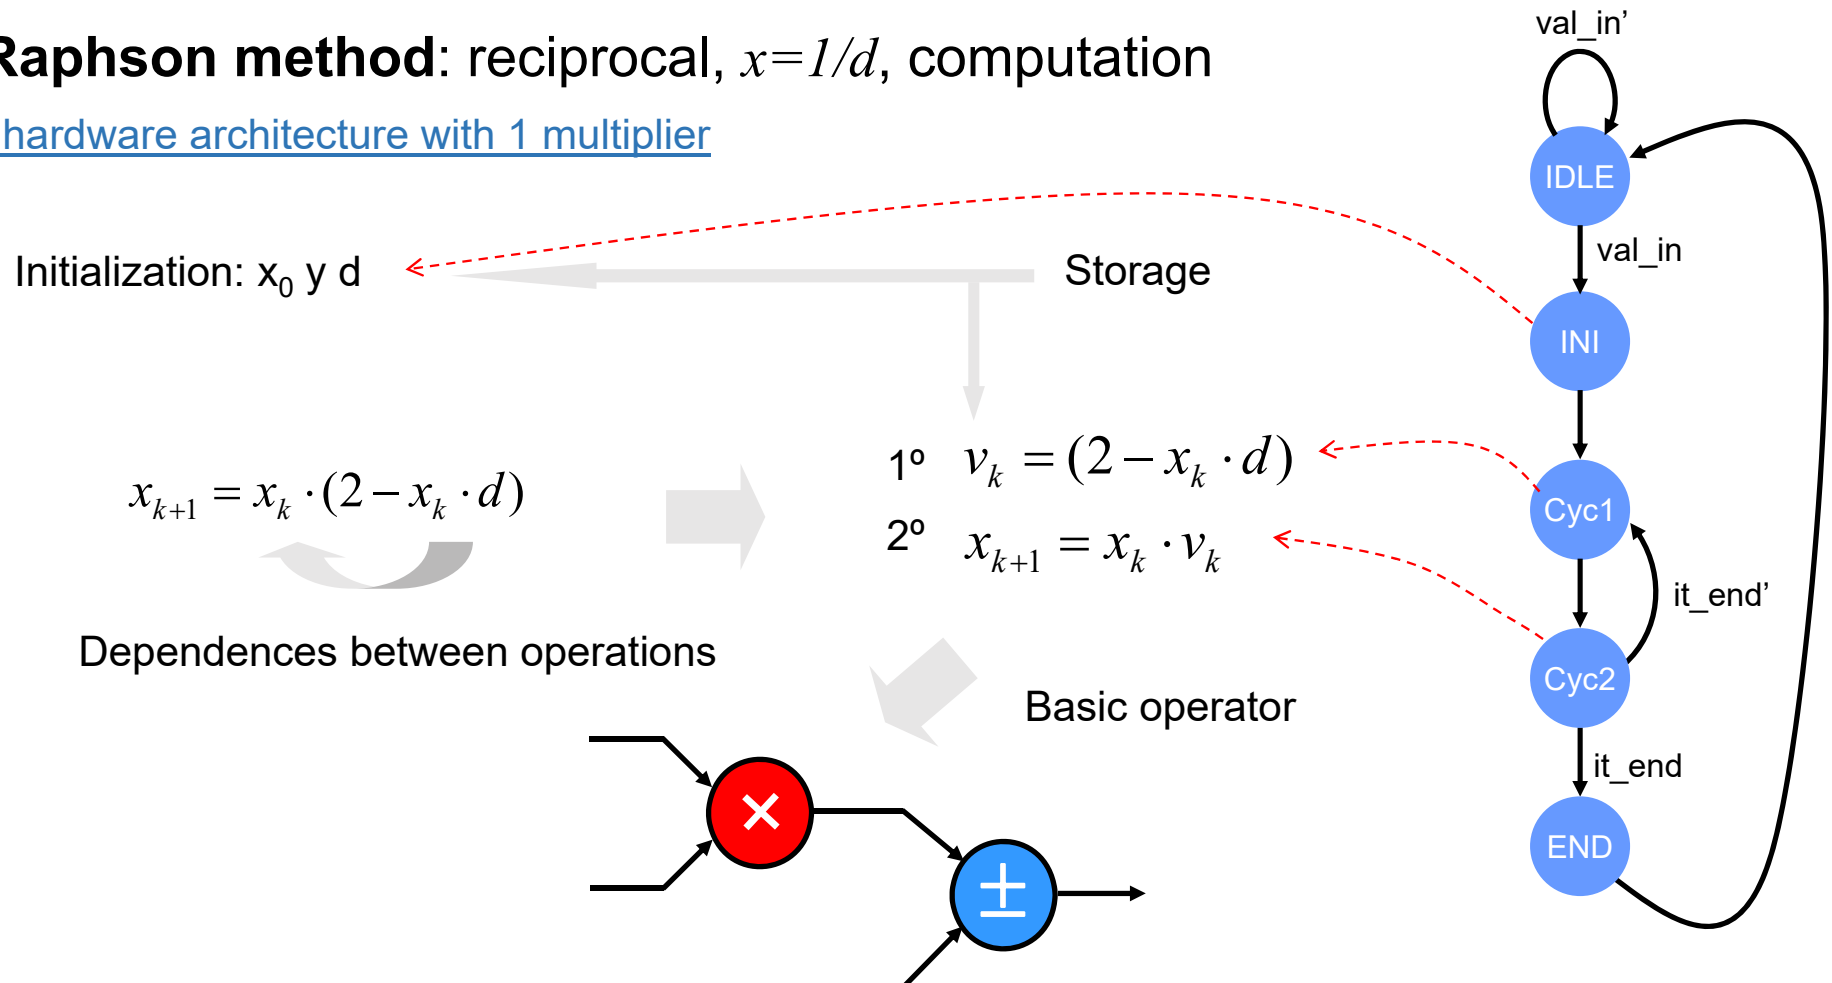 Raphson method: reciprocal, x=1/d, computation
hardware architecture with 1 multiplier
val_in’
IDLE
val_in
Initialization: x₀ y d
Storage
INI
xₖ₊₁ = xₖ · (2 − xₖ · d)
1º vₖ = (2 − xₖ · d)
2º xₖ₊₁ = xₖ · vₖ
Cyc1
it_end’
Dependences between operations
Cyc2
Basic operator
it_end
×
±
END